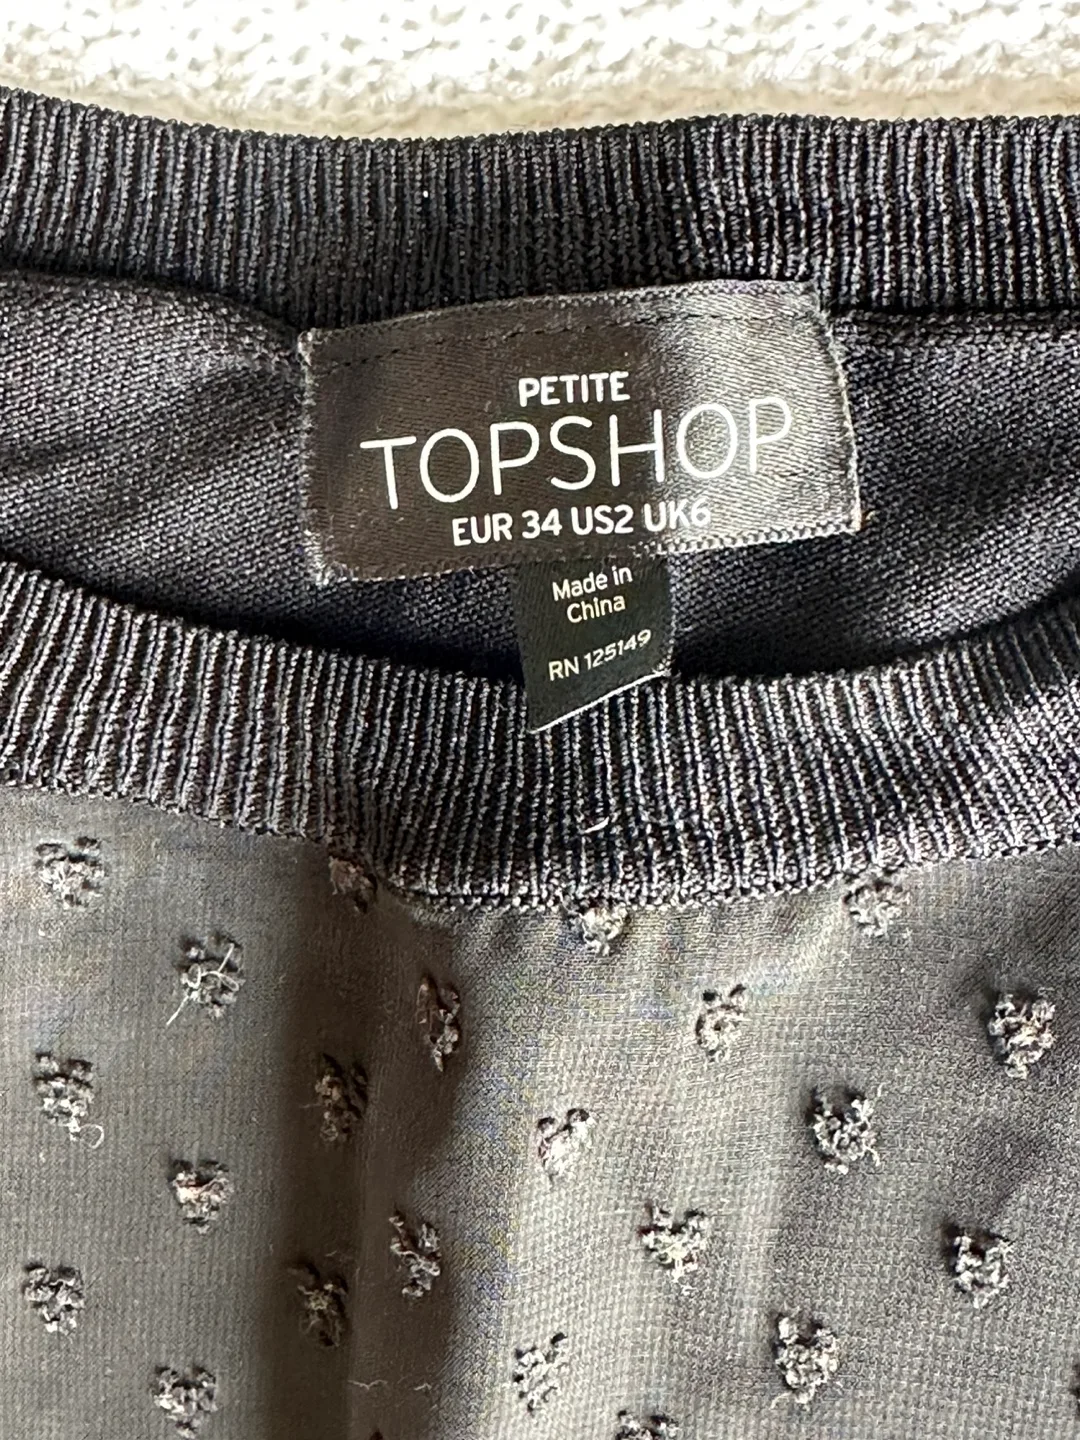 PETITE
TOPSHOP
EUR 34 US2 UK6
Made in
China
RN 125149